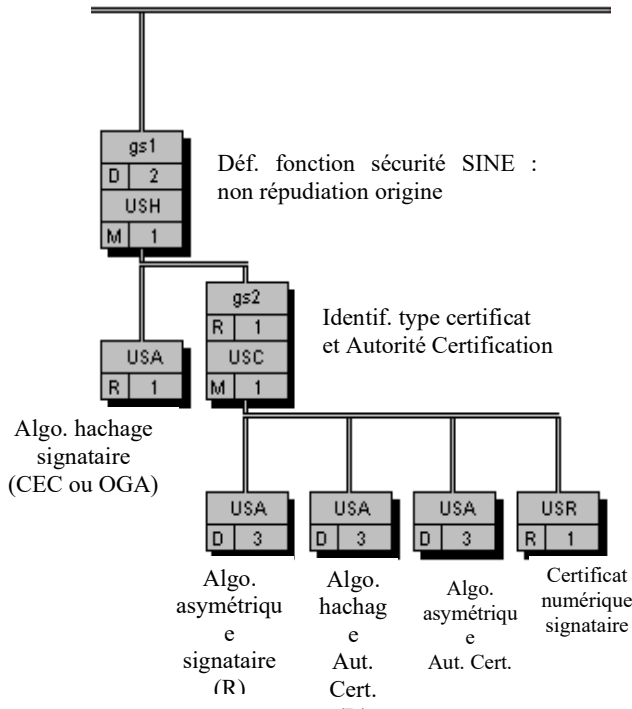 gs1
D 2
USH
M 1
Déf. fonction sécurité SINE :
non répudiation origine
gs2
R 1
USC
M 1
Identif. type certificat
et Autorité Certification
USA
R 1
Algo. hachage
signataire
(CEC ou OGA)
USA
D 3
Algo.
asymétriqu
e
signataire
(R)
USA
D 3
Algo.
hachag
e
Aut.
Cert.
USA
D 3
Algo.
asymétriqu
e
Aut. Cert.
USR
R 1
Certificat
numérique
signataire